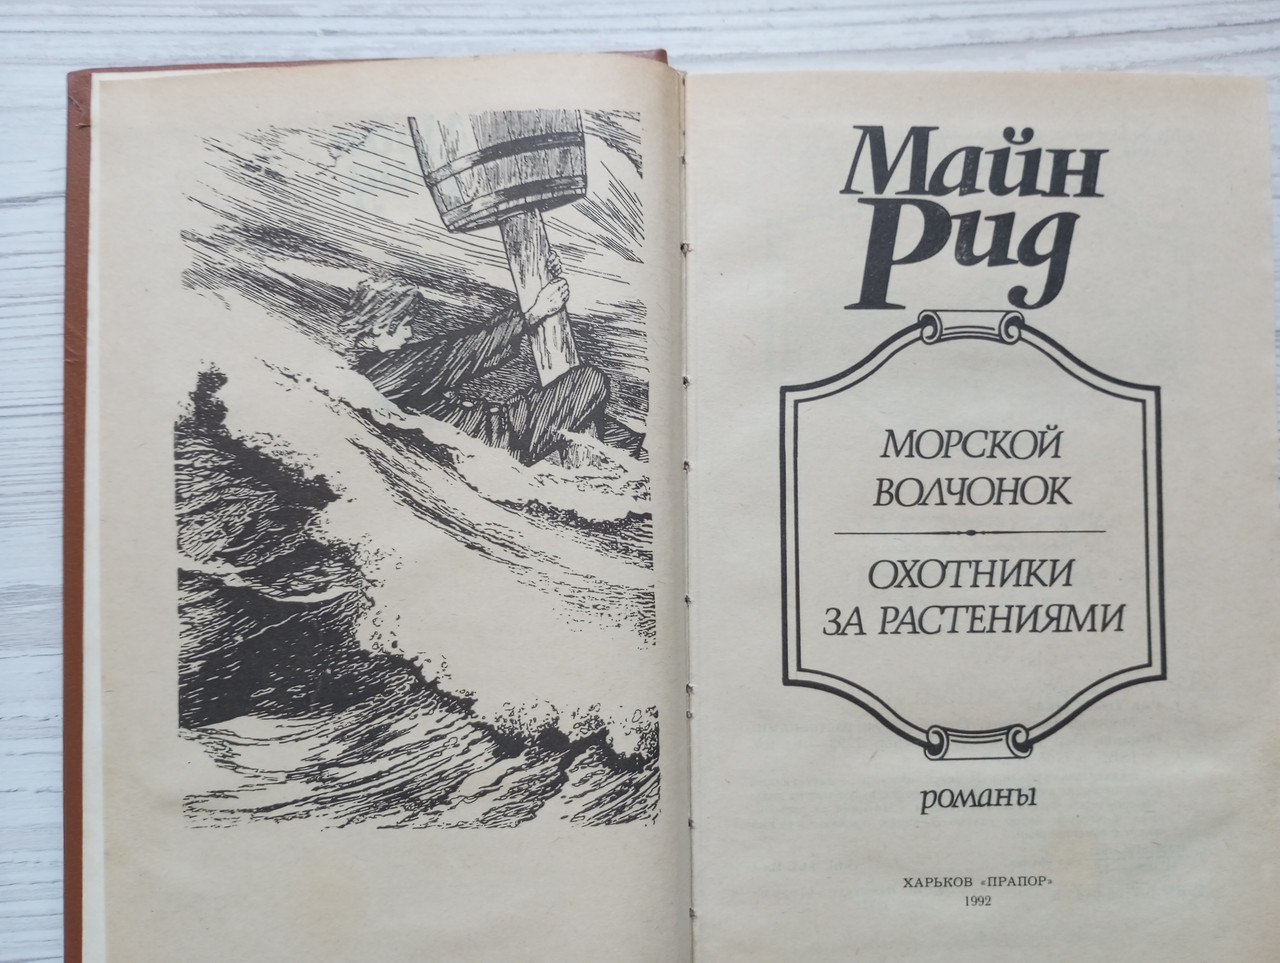 Майн
Рид
МОРСКОЙ
ВОЛЧОНОК
ОХОТНИКИ
ЗА РАСТЕНИЯМИ
романы
ХАРЬКОВ «ПРАПОР»
1992